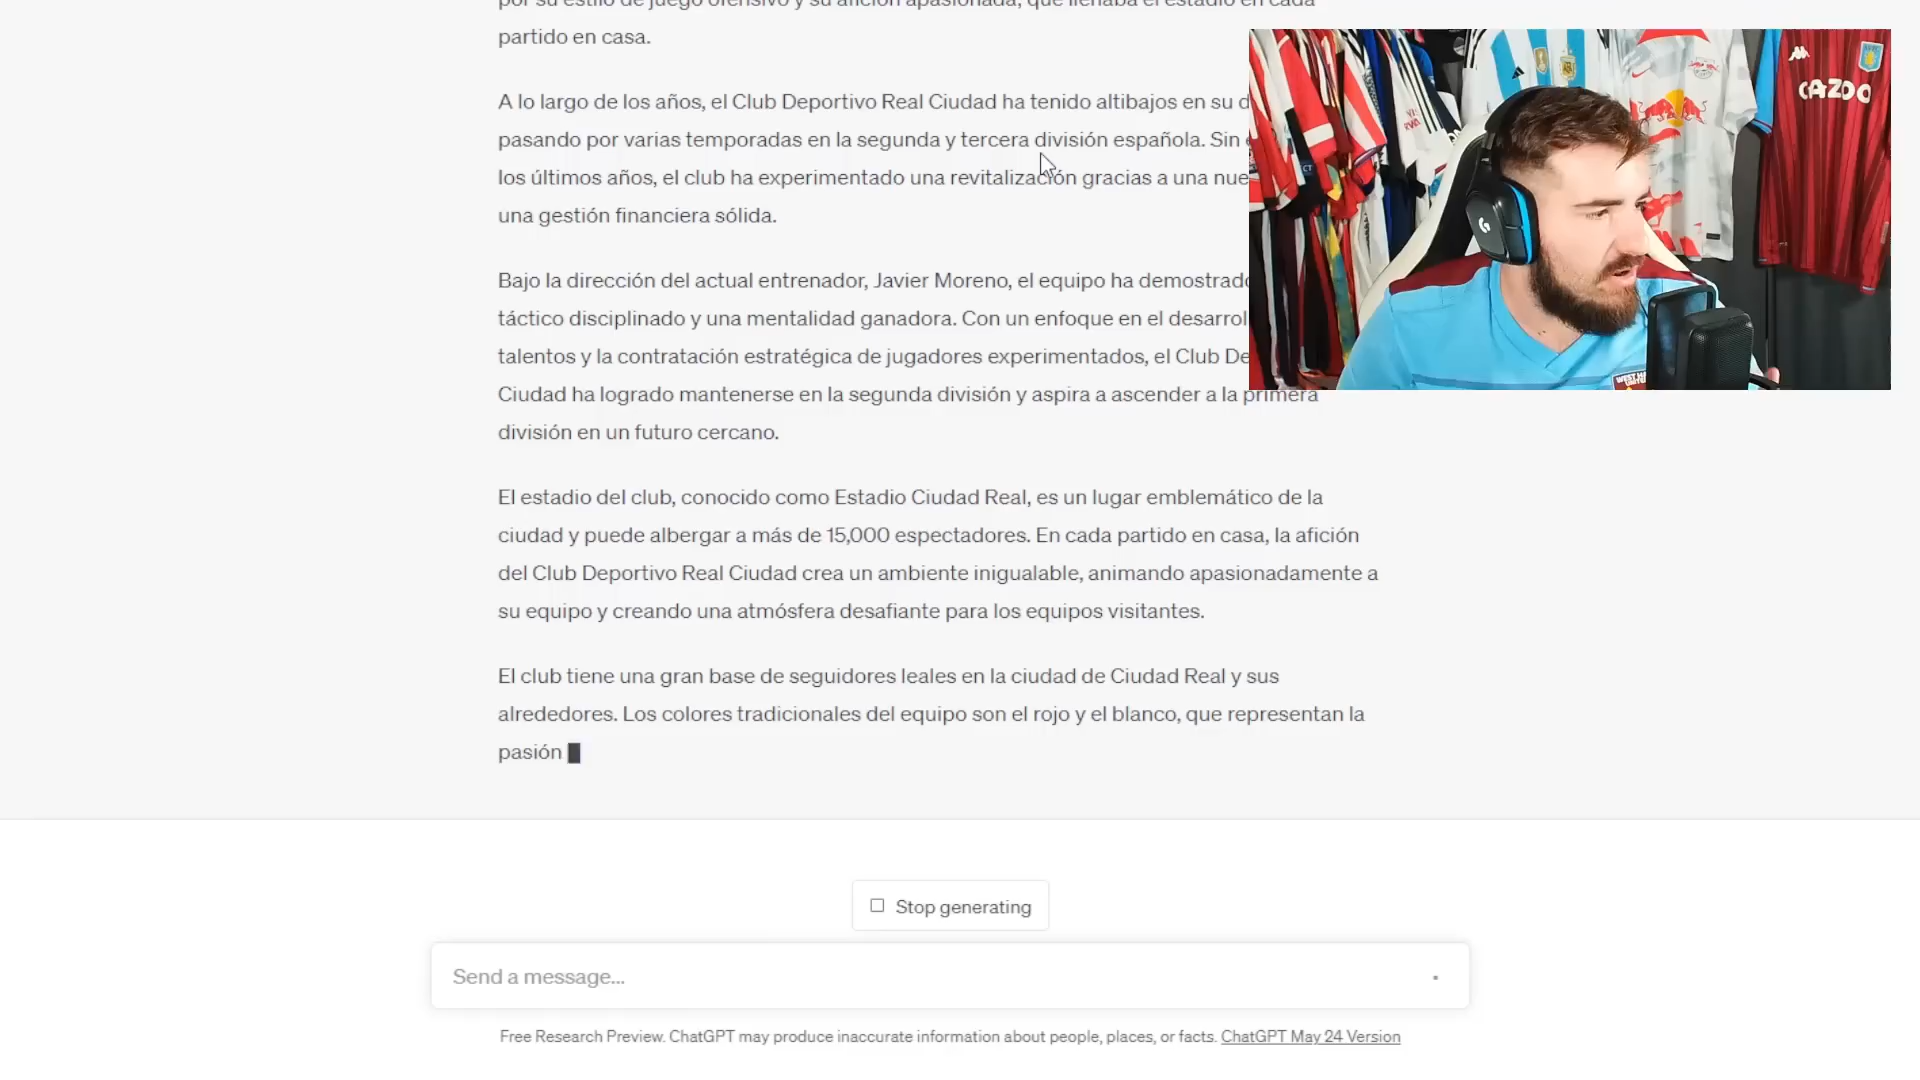 por su estilo de juego ofensivo y su afición apasionada, que llenaba el estadio en cada
partido en casa.
A lo largo de los años, el Club Deportivo Real Ciudad ha tenido altibajos en su d
pasando por varias temporadas en la segunda y tercera división española. Sin
los últimos años, el club ha experimentado una revitalización gracias a una nue
una gestión financiera sólida.
Bajo la dirección del actual entrenador, Javier Moreno, el equipo ha demostrado
táctico disciplinado y una mentalidad ganadora. Con un enfoque en el desarrol
talentos y la contratación estratégica de jugadores experimentados, el Club De
Ciudad ha logrado mantenerse en la segunda división y aspira a ascender a la primera
división en un futuro cercano.
El estadio del club, conocido como Estadio Ciudad Real, es un lugar emblemático de la
ciudad y puede albergar a más de 15,000 espectadores. En cada partido en casa, la afición
del Club Deportivo Real Ciudad crea un ambiente inigualable, animando apasionadamente a
su equipo y creando una atmósfera desafiante para los equipos visitantes.
El club tiene una gran base de seguidores leales en la ciudad de Ciudad Real y sus
alrededores. Los colores tradicionales del equipo son el rojo y el blanco, que representan la
pasión
CAZOO
Stop generating
Send a message...
Free Research Preview. ChatGPT may produce inaccurate information about people, places, or facts. ChatGPT May 24 Version